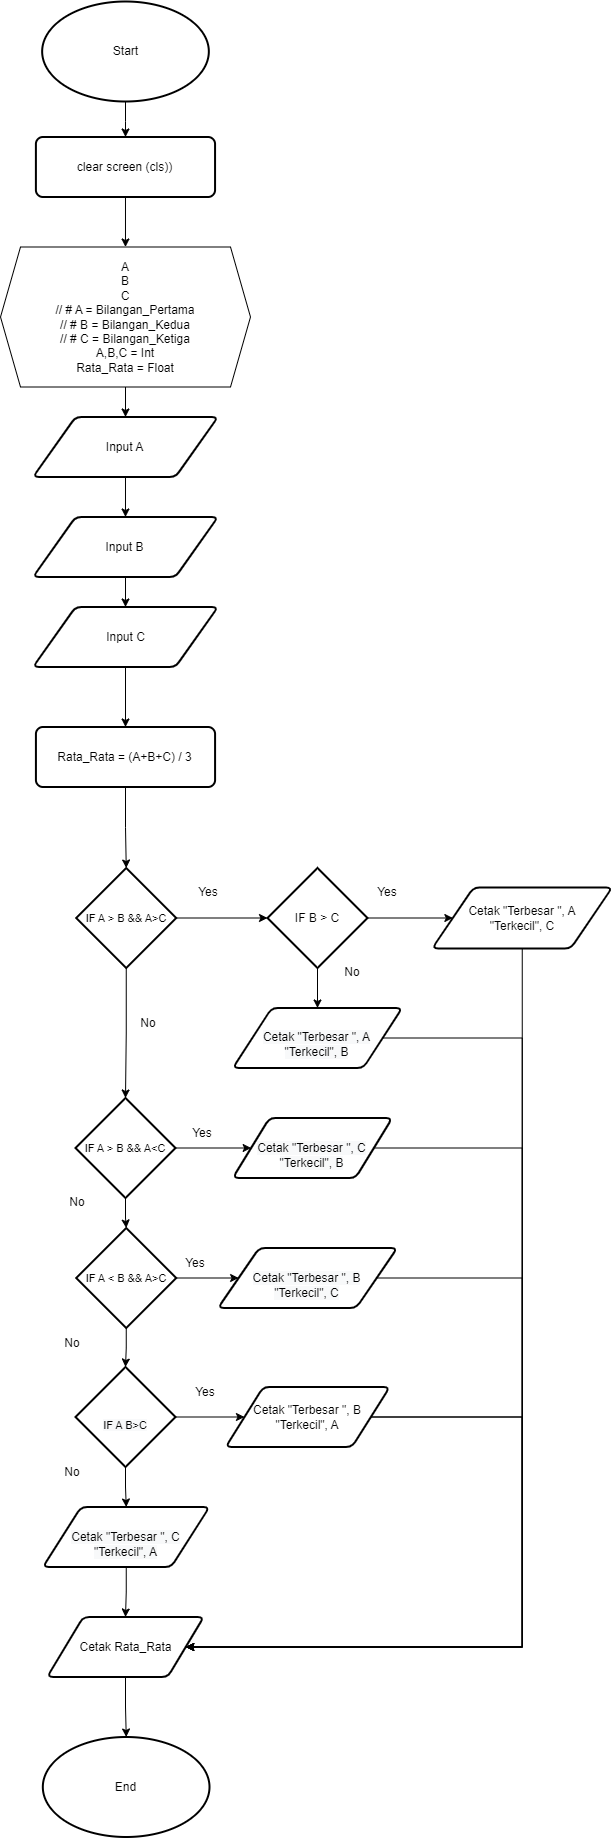 Start
clear screen (cls))
A
B
C
// # A = Bilangan_Pertama
// # B = Bilangan_Kedua
// # C = Bilangan_Ketiga
A,B,C = Int
Rata_Rata = Float
Input A
Input B
Input C
Rata_Rata = (A+B+C) / 3
IF A > B && A>C
Yes
IF B > C
Yes
Cetak "Terbesar ", A
"Terkecil", C
No
No
Cetak "Terbesar ", A
"Terkecil", B
IF A > B && A<C
Yes
Cetak "Terbesar ", C
"Terkecil", B
No
IF A < B && A>C
Yes
Cetak "Terbesar ", B
"Terkecil", C
No
IF A B>C
Yes
Cetak "Terbesar ", B
"Terkecil", A
No
Cetak "Terbesar ", C
"Terkecil", A
Cetak Rata_Rata
End